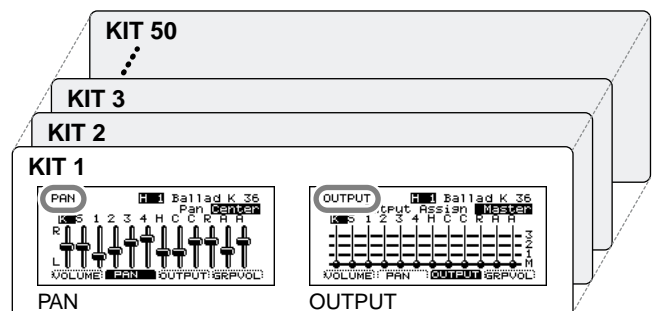 KIT 50
KIT 3
KIT 2
KIT 1
PAN H 1 Ballad K 36
Pan Center
K S 1 2 3 4 H C C R A A
R
L
VOLUME PAN OUTPUT GRPVOL
PAN
OUTPUT H 1 Ballad K 36
tput Assign Master
K S 1 2 3 4 H C C R A A
3
2
1
M
VOLUME PAN OUTPUT GRPVOL
OUTPUT